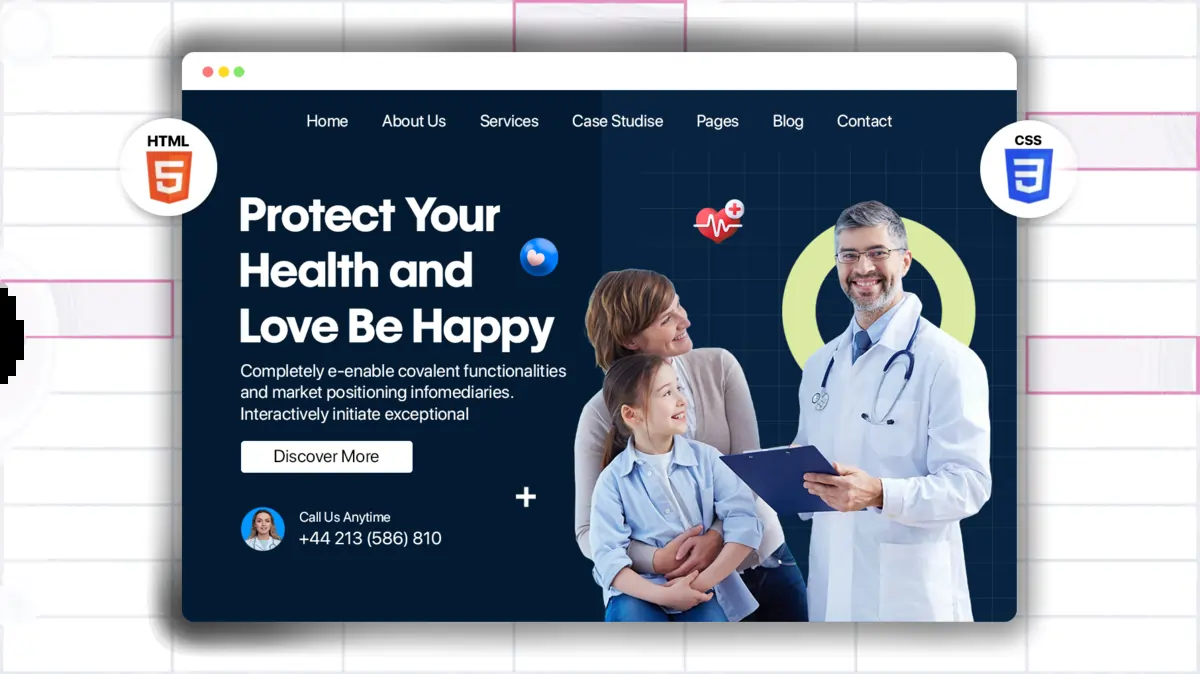 HTML
5
CSS
3
Home About Us Services Case Studise Pages Blog Contact
Protect Your
Health and
Love Be Happy
Completely e-enable covalent functionalities
and market positioning infomediaries.
Interactively initiate exceptional
Discover More
Call Us Anytime
+44 213 (586) 810